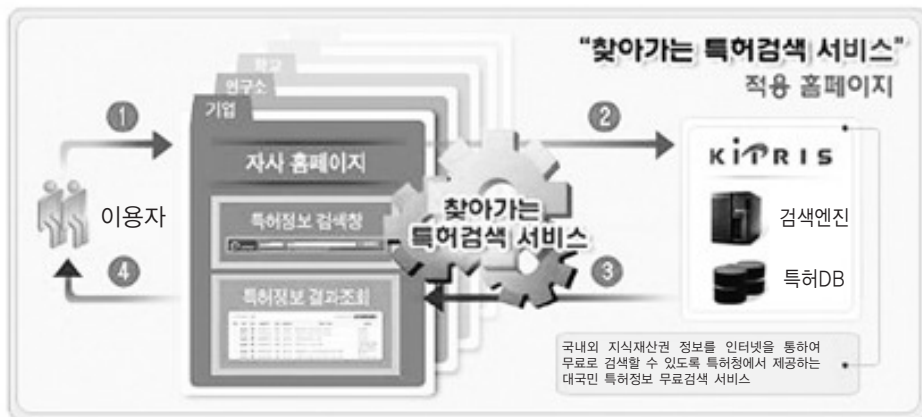 "찾아가는 특허검색 서비스"
적용 홈페이지
학교
연구소
기업
1
2
자사 홈페이지
KIPRIS
이용자
특허정보 검색창
찾아가는
특허검색 서비스
검색엔진
4
3
특허DB
특허정보 결과조회
국내외 지식재산권 정보를 인터넷을 통하여
무료로 검색할 수 있도록 특허청에서 제공하는
대국민 특허정보 무료검색 서비스